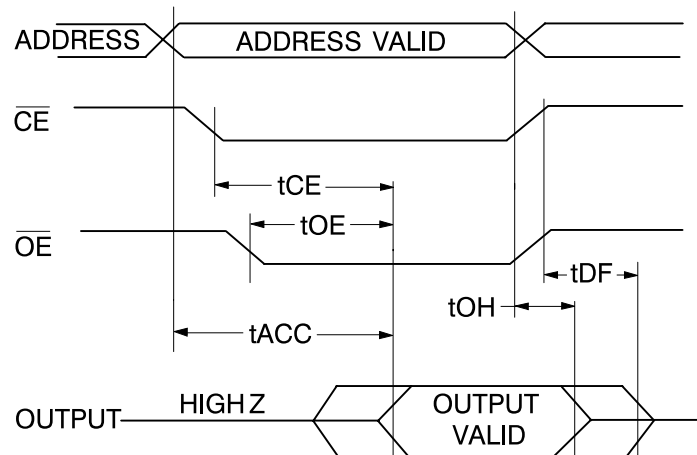 ADDRESS ADDRESS VALID
CE
tCE
tOE
OE
tDF
tOH
tACC
OUTPUT HIGH Z OUTPUT
VALID